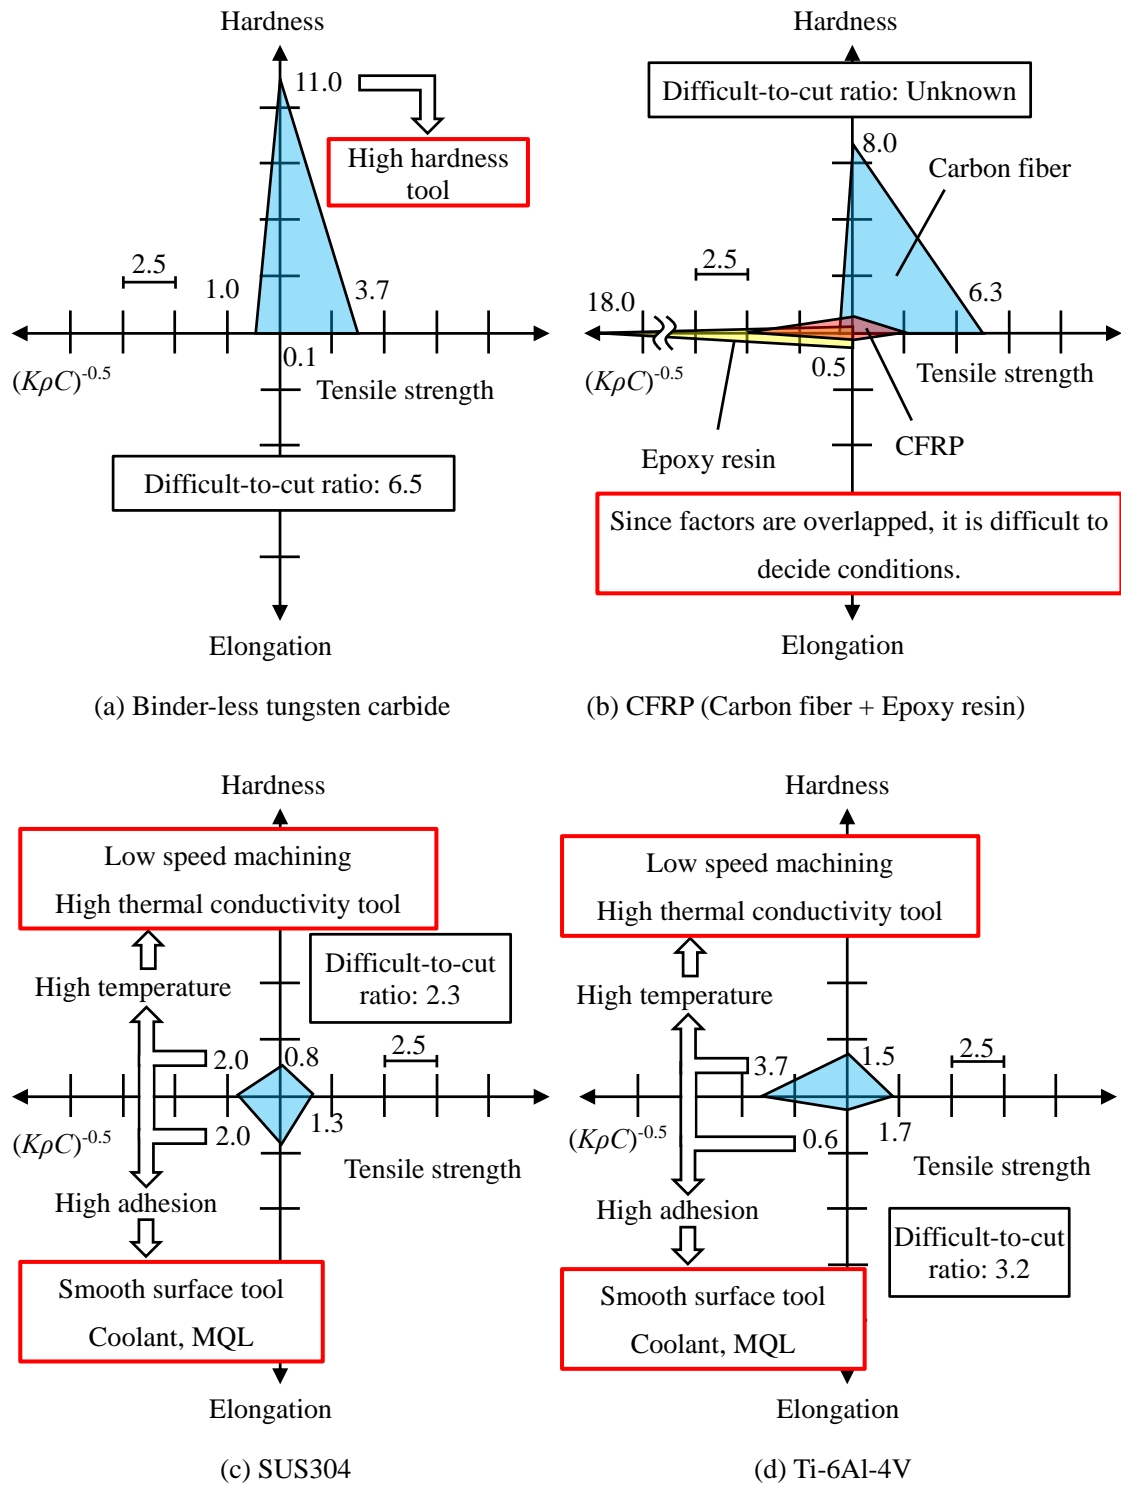 Hardness
11.0
High hardness
tool
2.5
1.0
3.7
0.1
(KρC)-0.5
Tensile strength
Difficult-to-cut ratio: 6.5
Elongation
(a) Binder-less tungsten carbide
Hardness
Difficult-to-cut ratio: Unknown
8.0
Carbon fiber
2.5
18.0
6.3
0.5
(KρC)-0.5
Tensile strength
Epoxy resin
CFRP
Since factors are overlapped, it is difficult to
decide conditions.
Elongation
(b) CFRP (Carbon fiber + Epoxy resin)
Hardness
Low speed machining
High thermal conductivity tool
Difficult-to-cut
ratio: 2.3
High temperature
2.0
0.8
2.5
2.0
1.3
(KρC)-0.5
Tensile strength
High adhesion
Smooth surface tool
Coolant, MQL
Elongation
(c) SUS304
Hardness
Low speed machining
High thermal conductivity tool
High temperature
3.7
1.5
2.5
0.6
1.7
(KρC)-0.5
Tensile strength
High adhesion
Difficult-to-cut
ratio: 3.2
Smooth surface tool
Coolant, MQL
Elongation
(d) Ti-6Al-4V